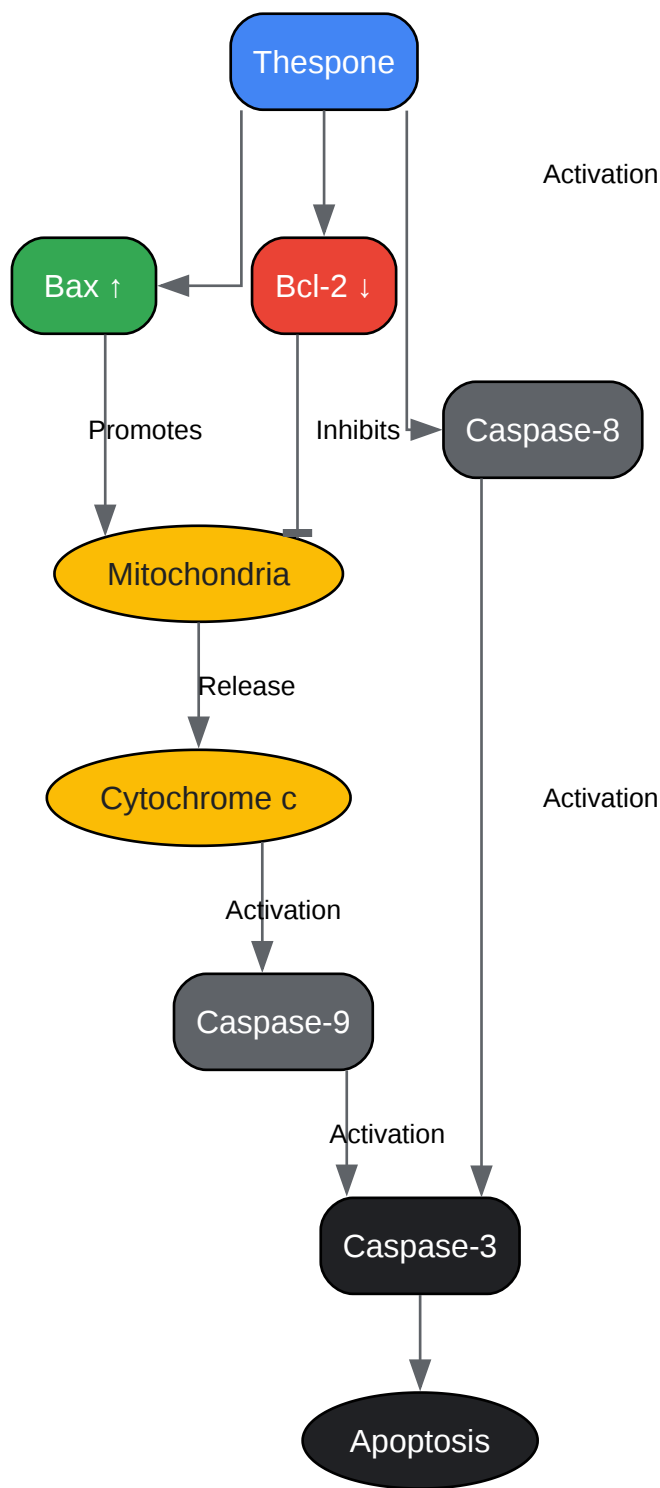 Thespone
Activation
Bax ↑
Bcl-2 ↓
Promotes
Inhibits
Caspase-8
Mitochondria
Release
Cytochrome c
Activation
Activation
Caspase-9
Activation
Caspase-3
Apoptosis